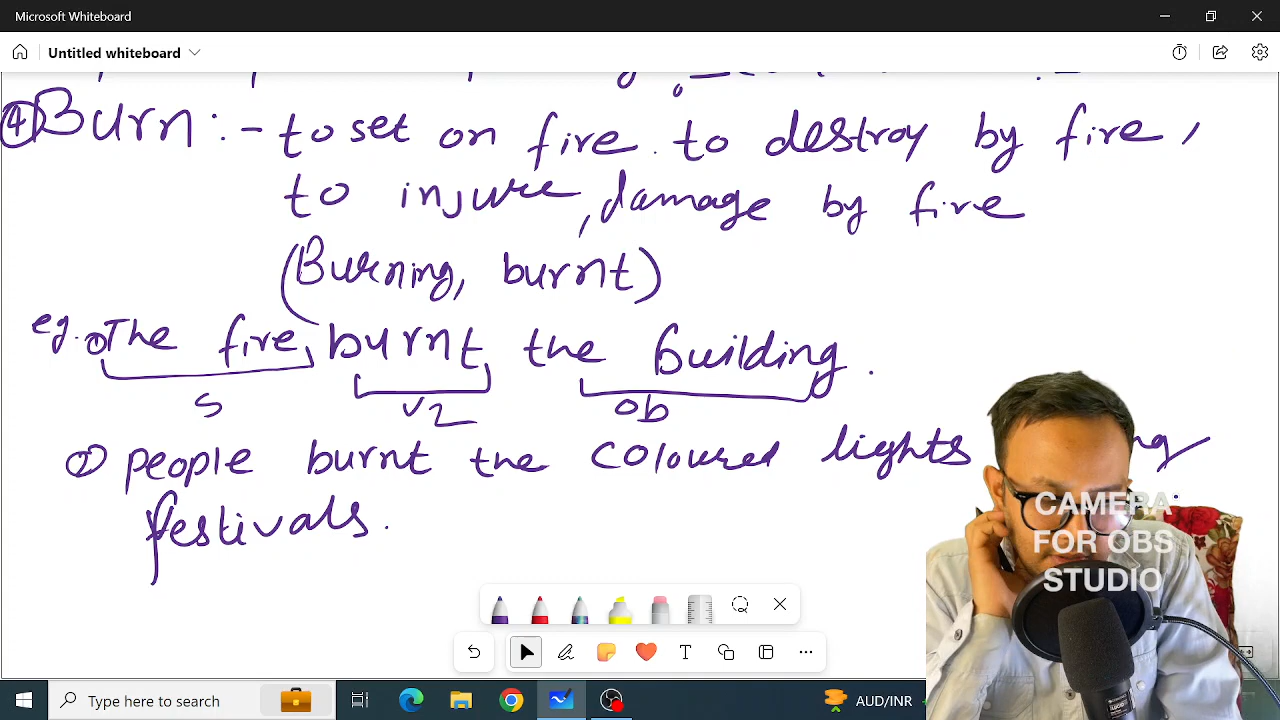 Microsoft Whiteboard
Untitled whiteboard
④ Burn :- to set on fire. to destroy by fire,
to injure, damage by fire
(Burning, burnt)
eg. ① The fire burnt the building.
S V2 ob
② people burnt the coloured lights
festivals.
CAMERA
FOR OBS
STUDIO
Type here to search
AUD/INR